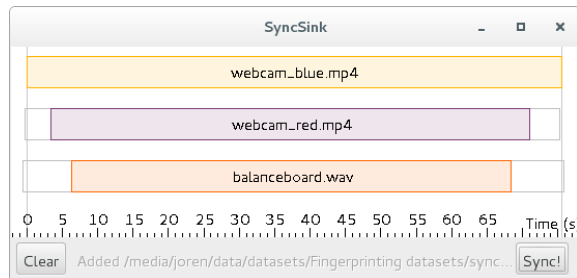 SyncSink
webcam_blue.mp4
webcam_red.mp4
balanceboard.wav
0 5 10 15 20 25 30 35 40 45 50 55 60 65 Time (s
Clear Added /media/joren/data/datasets/Fingerprinting datasets/sync... Sync!